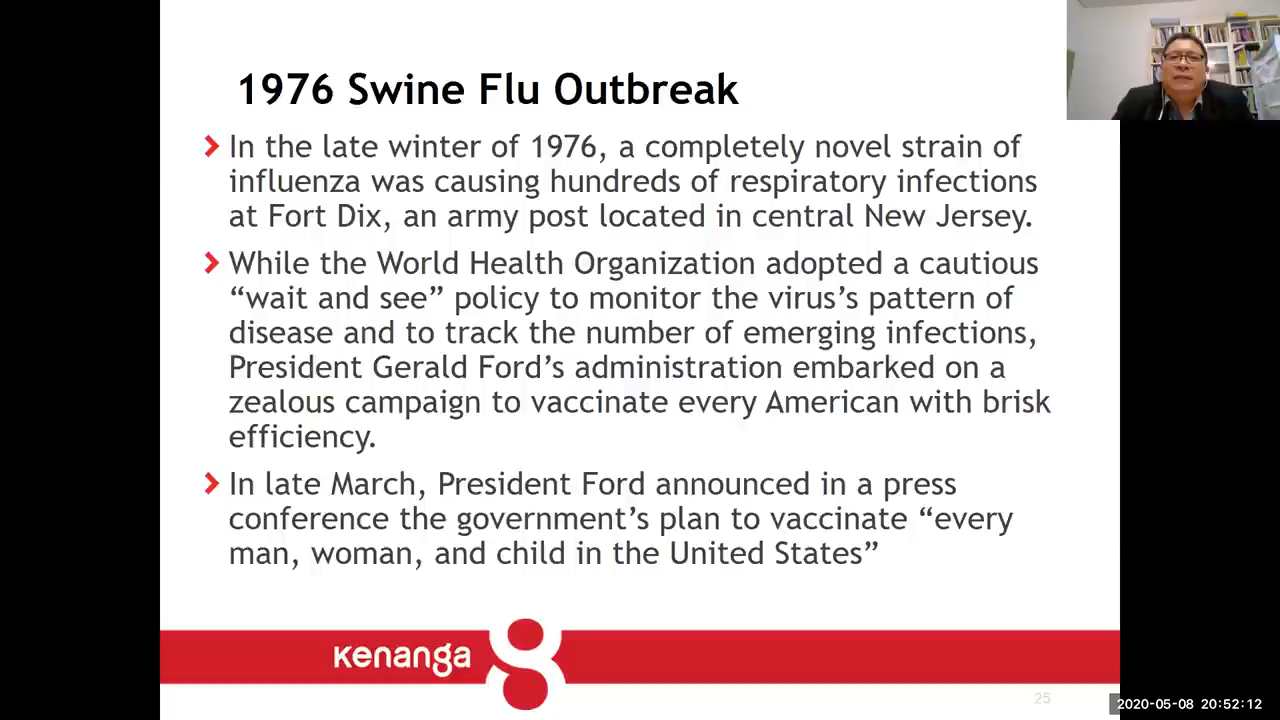 1976 Swine Flu Outbreak
In the late winter of 1976, a completely novel strain of
influenza was causing hundreds of respiratory infections
at Fort Dix, an army post located in central New Jersey.
While the World Health Organization adopted a cautious
“wait and see” policy to monitor the virus’s pattern of
disease and to track the number of emerging infections,
President Gerald Ford’s administration embarked on a
zealous campaign to vaccinate every American with brisk
efficiency.
In late March, President Ford announced in a press
conference the government’s plan to vaccinate “every
man, woman, and child in the United States”
kenanga
25
2020-05-08 20:52:12